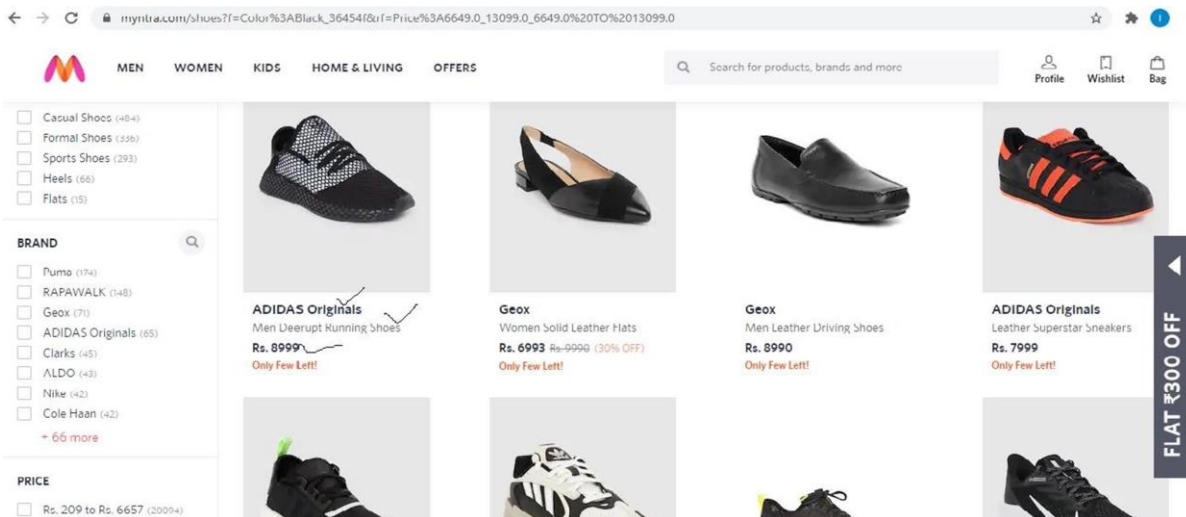 myntra.com/shoes?f=Color%3ABlack_36454f&rf=Price%3A6649.0_13099.0_6649.0%20TO%2013099.0
MEN WOMEN KIDS HOME & LIVING OFFERS
Search for products, brands and more
Profile Wishlist Bag
Casual Shoes (484)
Formal Shoes (336)
Sports Shoes (293)
Heels (66)
Flats (15)
BRAND
Puma (174)
RAPAWALK (148)
Geox (71)
ADIDAS Originals (65)
Clarks (45)
ALDO (43)
Nike (42)
Cole Haan (42)
+ 66 more
PRICE
Rs. 209 to Rs. 6657 (20094)
ADIDAS Originals
Men Deerupt Running Shoes
Rs. 8999
Only Few Left!
Geox
Women Solid Leather Flats
Rs. 6993 Rs. 9990 (30% OFF)
Only Few Left!
Geox
Men Leather Driving Shoes
Rs. 8990
Only Few Left!
ADIDAS Originals
Leather Superstar Sneakers
Rs. 7999
Only Few Left!
FLAT ₹300 OFF